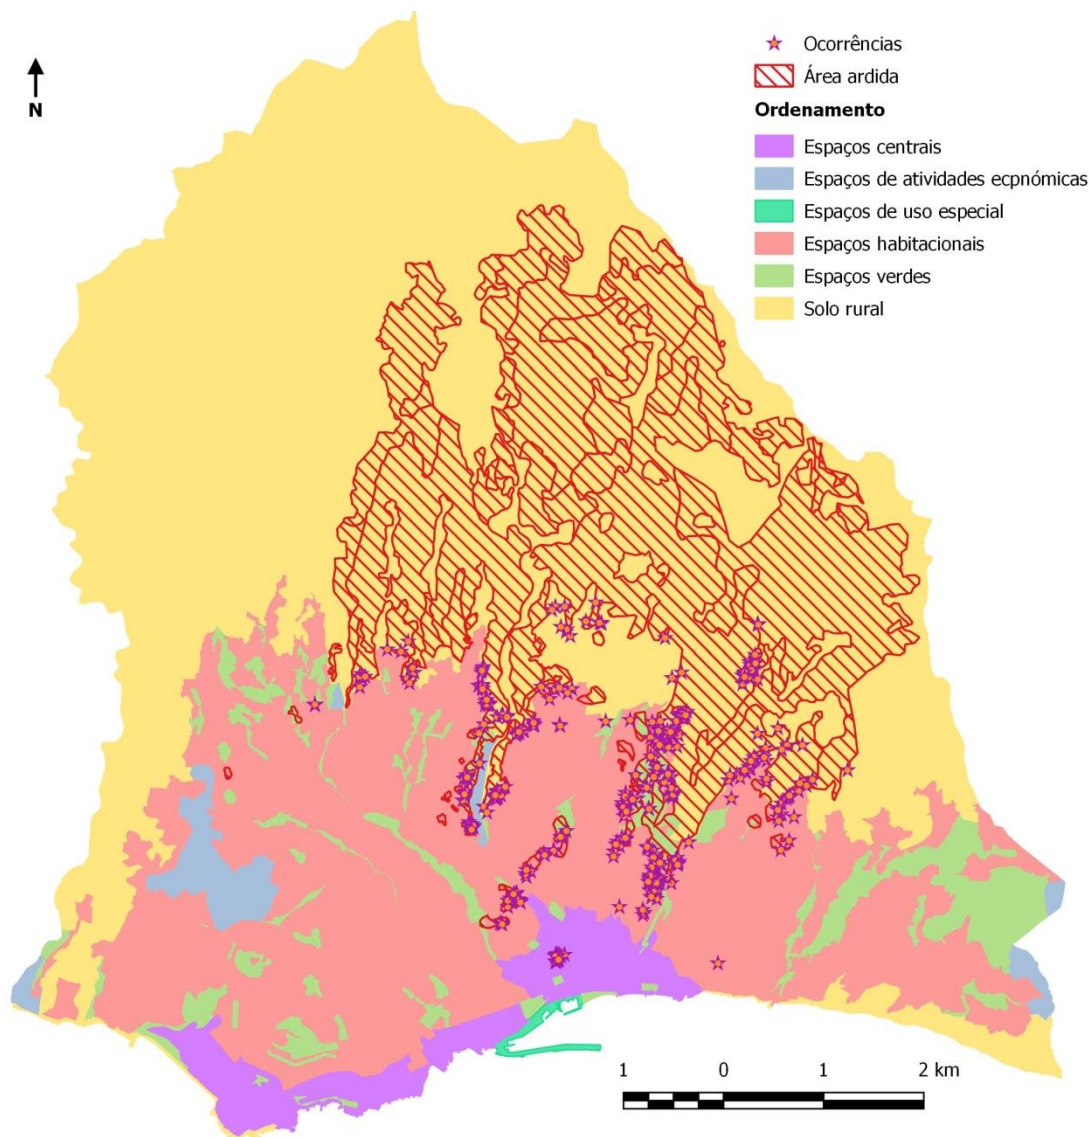 N
Ocorrências
Área ardida
Ordenamento
Espaços centrais
Espaços de atividades ecpnómicas
Espaços de uso especial
Espaços habitacionais
Espaços verdes
Solo rural
1 0 1 2 km